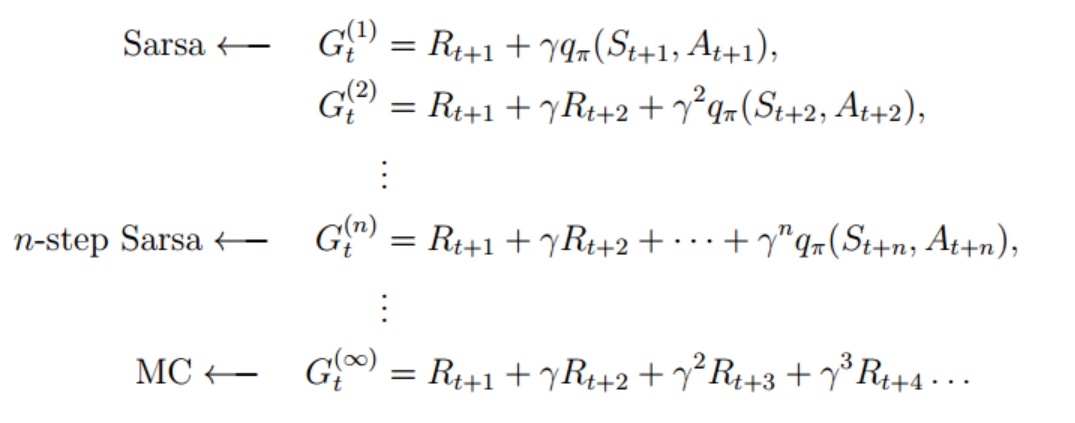 Sarsa ⟵ G_t^{(1)} = R_{t+1} + γq_π(S_{t+1}, A_{t+1}),
G_t^{(2)} = R_{t+1} + γR_{t+2} + γ^2 q_π(S_{t+2}, A_{t+2}),
⋮
n-step Sarsa ⟵ G_t^{(n)} = R_{t+1} + γR_{t+2} + ⋯ + γ^n q_π(S_{t+n}, A_{t+n}),
⋮
MC ⟵ G_t^{(∞)} = R_{t+1} + γR_{t+2} + γ^2 R_{t+3} + γ^3 R_{t+4} …